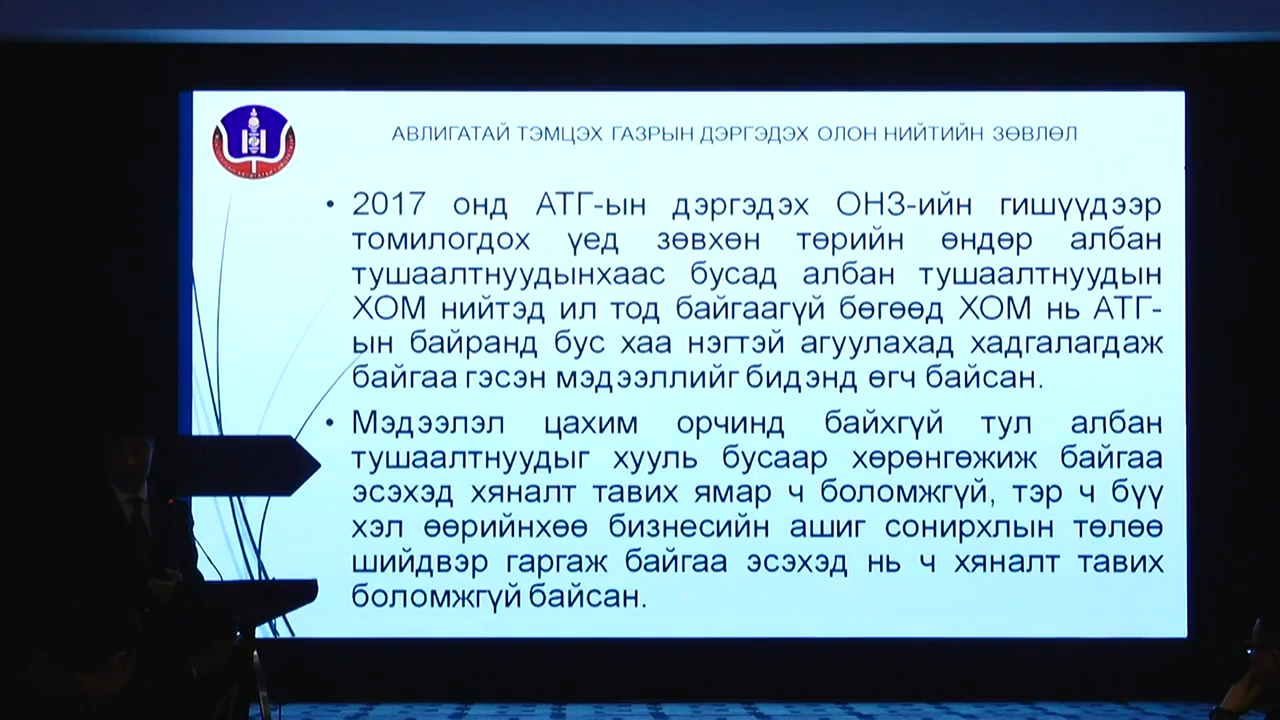 АВЛИГАТАЙ ТЭМЦЭХ ГАЗРЫН ДЭРГЭДЭХ ОЛОН НИЙТИЙН ЗӨВЛӨЛ
• 2017 онд АТГ-ын дэргэдэх ОНЗ-ийн гишүүдээр
томилогдох үед зөвхөн төрийн өндөр албан
тушаалтнуудынхаас бусад албан тушаалтнуудын
ХОМ нийтэд ил тод байгаагүй бөгөөд ХОМ нь АТГ-
ын байранд бус хаа нэгтэй агуулахад хадгалагдаж
байгаа гэсэн мэдээллийг бидэнд өгч байсан.
• Мэдээлэл цахим орчинд байхгүй тул албан
тушаалтнуудыг хууль бусаар хөрөнгөжиж байгаа
эсэхэд хяналт тавих ямар ч боломжгүй, тэр ч бүү
хэл өөрийнхөө бизнесийн ашиг сонирхлын төлөө
шийдвэр гаргаж байгаа эсэхэд нь ч хяналт тавих
боломжгүй байсан.